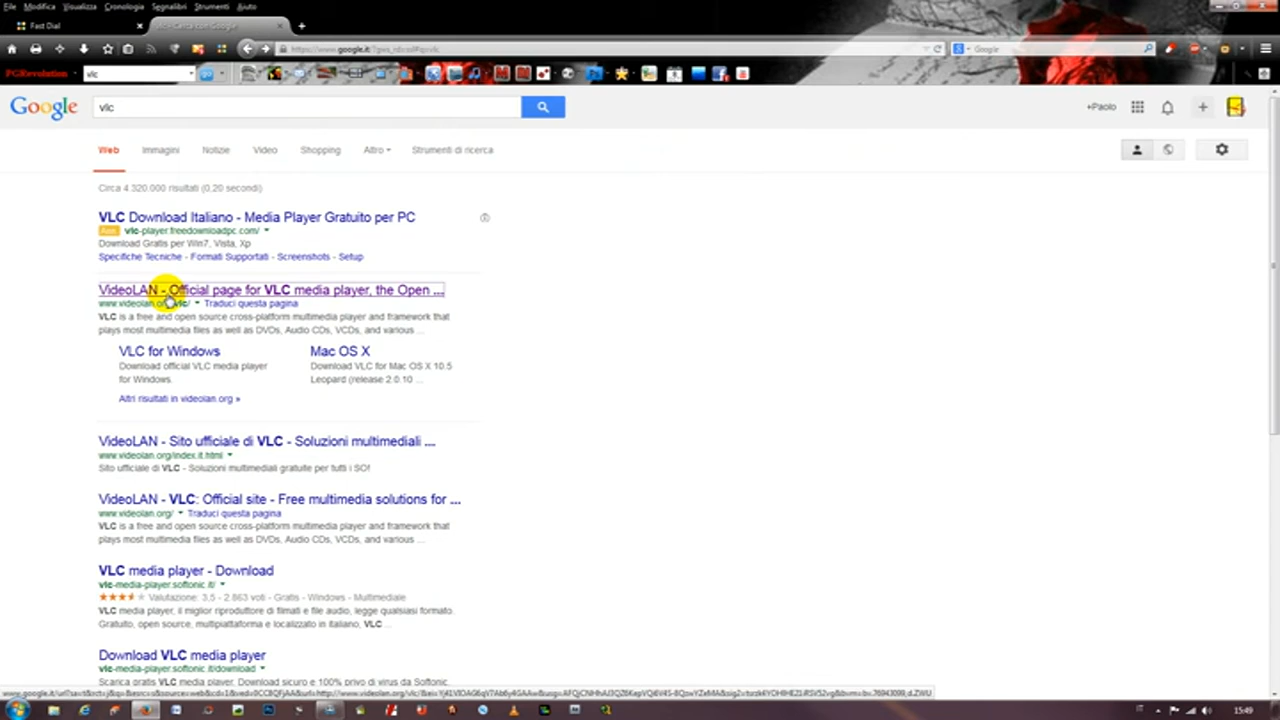 File Modifica Visualizza Cronologia Segnalibri Strumenti Aiuto
Fast Dial
vlc - Cerca con Google
Google
PGRevolution vlc
Google vlc
+Paolo
Web Immagini Notizie Video Shopping Altro Strumenti di ricerca
Circa 4.320.000 risultati (0,20 secondi)
VLC Download Italiano - Media Player Gratuito per PC
Ann vlc-player.freedownloadpc.com/
Download Gratis per Win7, Vista, Xp
Specifiche Tecniche - Formati Supportati - Screenshots - Setup
VideoLAN - Official page for VLC media player, the Open ...
www.videolan.org/vlc/ Traduci questa pagina
VLC is a free and open source cross-platform multimedia player and framework that
plays most multimedia files as well as DVDs, Audio CDs, VCDs, and various ...
VLC for Windows
Download official VLC media player
for Windows.
Mac OS X
Download VLC for Mac OS X 10.5
Leopard (release 2.0.10 ...
Altri risultati in videolan.org »
VideoLAN - Sito ufficiale di VLC - Soluzioni multimediali ...
www.videolan.org/index.it.html
Sito ufficiale di VLC - Soluzioni multimediali gratuite per tutti i SO!
VideoLAN - VLC: Official site - Free multimedia solutions for ...
www.videolan.org/ Traduci questa pagina
VLC is a free and open source cross-platform multimedia player and framework that
plays most multimedia files as well as DVDs, Audio CDs, VCDs, and various ...
VLC media player - Download
vlc-media-player.softonic.it/
Valutazione: 3,5 - 2.863 voti - Gratis - Windows - Multimediale
VLC media player, il miglior riproduttore di filmati e file audio, legge qualsiasi formato.
Gratuito, open source, multipiattaforma e localizzato in italiano, VLC ...
Download VLC media player
vlc-media-player.softonic.it/download
Scarica gratis VLC media player, Download sicuro e 100% privo di virus da Softonic.
IT
15:49